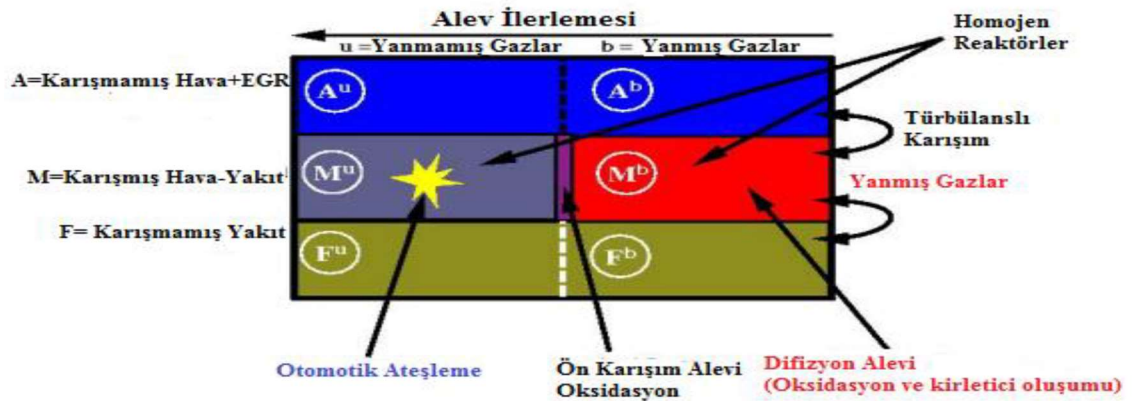 Alev İlerlemesi
u =Yanmamış Gazlar b = Yanmış Gazlar
Homojen
Reaktörler
A=Karışmamış Hava+EGR
Aᵘ
Aᵇ
Türbülanslı
Karışım
M=Karışmış Hava-Yakıt
Mᵘ
Mᵇ
Yanmış Gazlar
F= Karışmamış Yakıt
Fᵘ
Fᵇ
Otomotik Ateşleme
Ön Karışım Alevi
Oksidasyon
Difizyon Alevi
(Oksidasyon ve kirletici oluşumu)